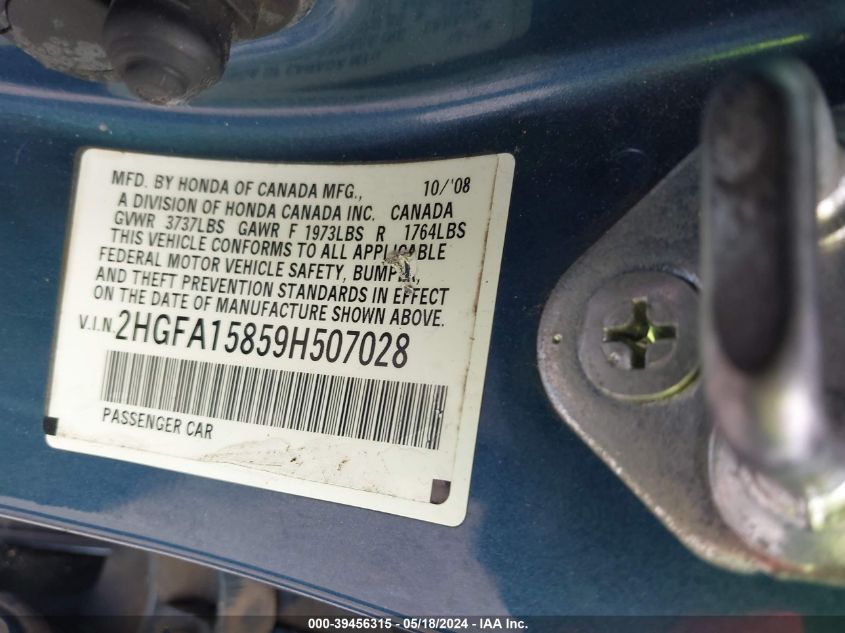 MFD. BY HONDA OF CANADA MFG., 10/'08
A DIVISION OF HONDA CANADA INC. CANADA
GVWR 3737LBS GAWR F 1973LBS R 1764LBS
THIS VEHICLE CONFORMS TO ALL APPLICABLE
FEDERAL MOTOR VEHICLE SAFETY, BUMPER,
AND THEFT PREVENTION STANDARDS IN EFFECT
ON THE DATE OF MANUFACTURE SHOWN ABOVE.
V.I.N. 2HGFA15859H507028
PASSENGER CAR
000-39456315 - 05/18/2024 - IAA, Inc.